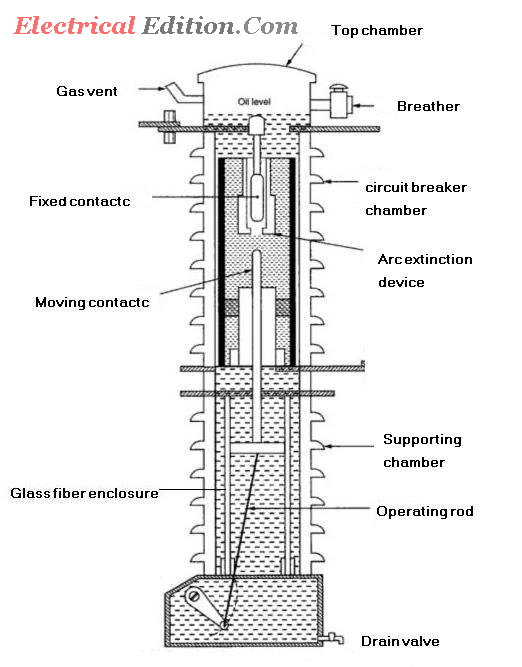 Electrical Edition.Com
Top chamber
Gas vent
Oil level
Breather
circuit breaker
chamber
Fixed contactc
Arc extinction
device
Moving contactc
Supporting
chamber
Glass fiber enclosure
Operating rod
Drain valve